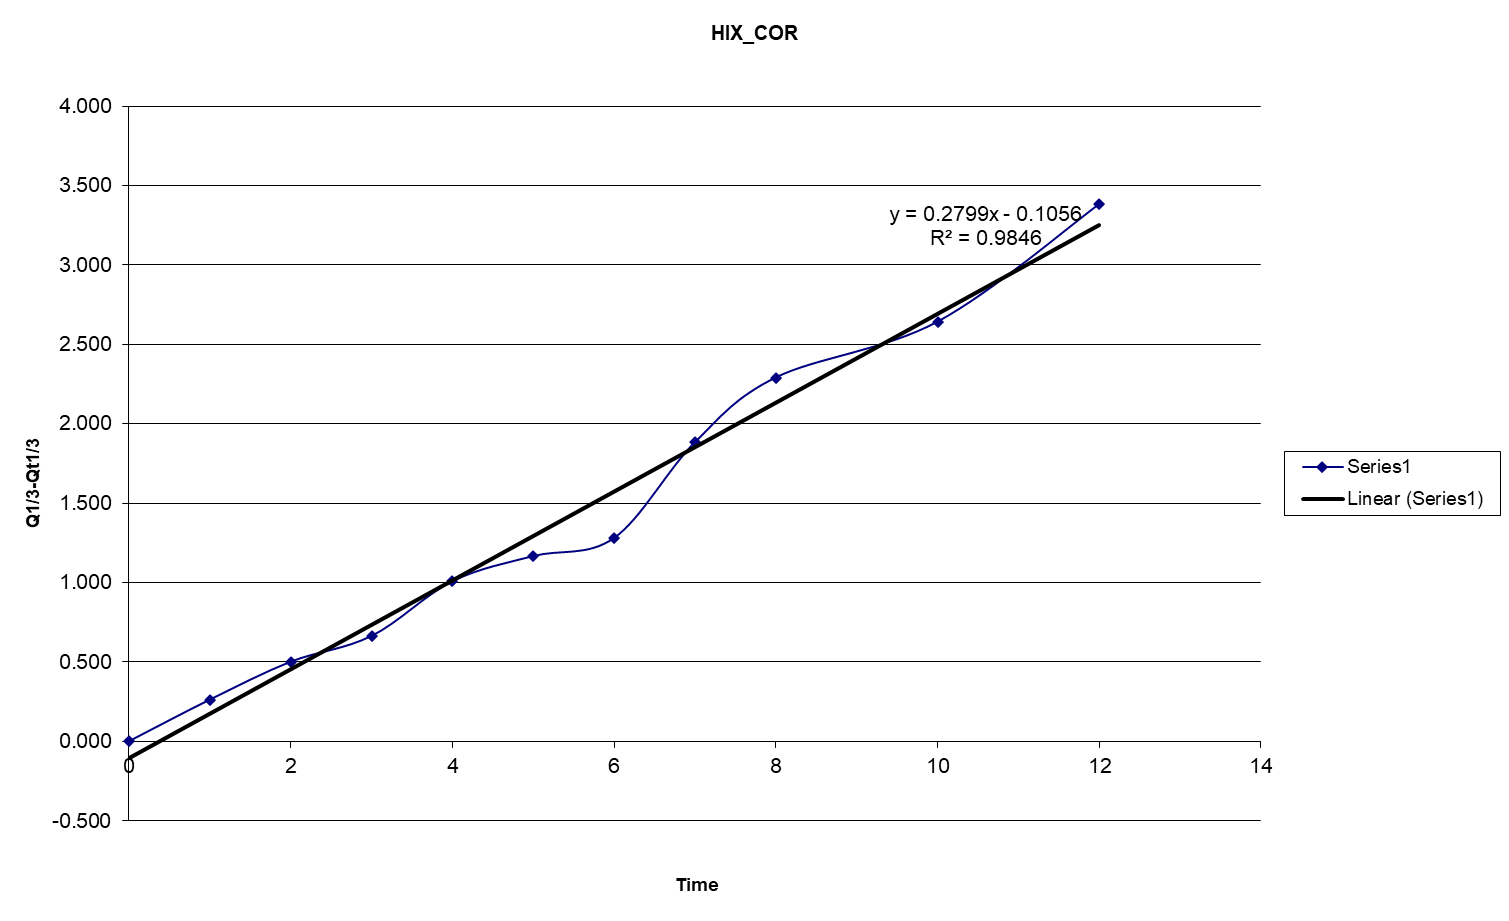 HIX_COR
4.000
3.500
3.000
2.500
2.000
1.500
1.000
0.500
0.000
-0.500
Q1/3-Qt1/3
y = 0.2799x - 0.1056
R² = 0.9846
0 2 4 6 8 10 12 14
Time
Series1
Linear (Series1)